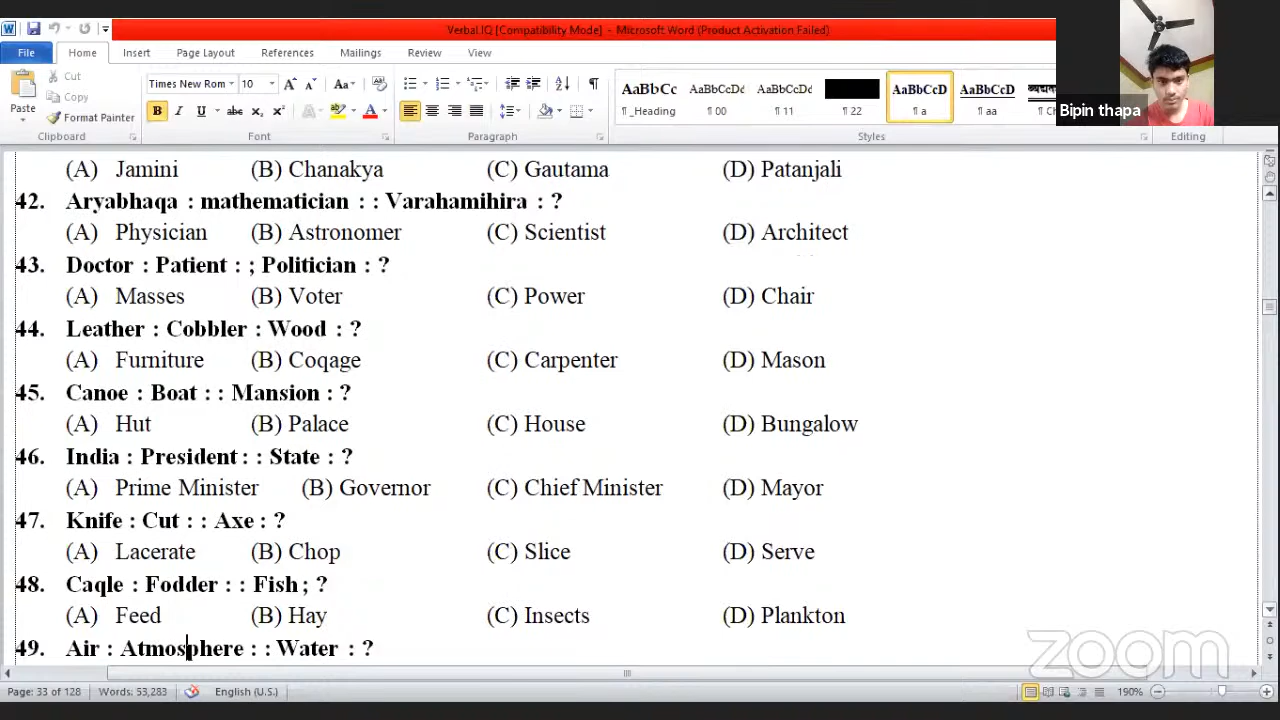 Verbal IQ [Compatibility Mode] - Microsoft Word (Product Activation Failed)
File Home Insert Page Layout References Mailings Review View
Paste
Cut
Copy
Format Painter
Times New Rom 10
B I U abc x₂ x² Aa A
AaBbCc AaBbCcDc AaBbCcDd AaBbCcD AaBbCcD
¶ _Heading ¶ 00 ¶ 11 ¶ 22 ¶ a ¶ aa
Clipboard Font Paragraph Styles Editing
Bipin thapa
(A) Jamini (B) Chanakya (C) Gautama (D) Patanjali
42. Aryabhaqa : mathematician : : Varahamihira : ?
(A) Physician (B) Astronomer (C) Scientist (D) Architect
43. Doctor : Patient : ; Politician : ?
(A) Masses (B) Voter (C) Power (D) Chair
44. Leather : Cobbler : Wood : ?
(A) Furniture (B) Coqage (C) Carpenter (D) Mason
45. Canoe : Boat : : Mansion : ?
(A) Hut (B) Palace (C) House (D) Bungalow
46. India : President : : State : ?
(A) Prime Minister (B) Governor (C) Chief Minister (D) Mayor
47. Knife : Cut : : Axe : ?
(A) Lacerate (B) Chop (C) Slice (D) Serve
48. Caqle : Fodder : : Fish ; ?
(A) Feed (B) Hay (C) Insects (D) Plankton
49. Air : Atmosphere : : Water : ?
zoom
Page: 33 of 128 Words: 53,283 English (U.S.) 190%